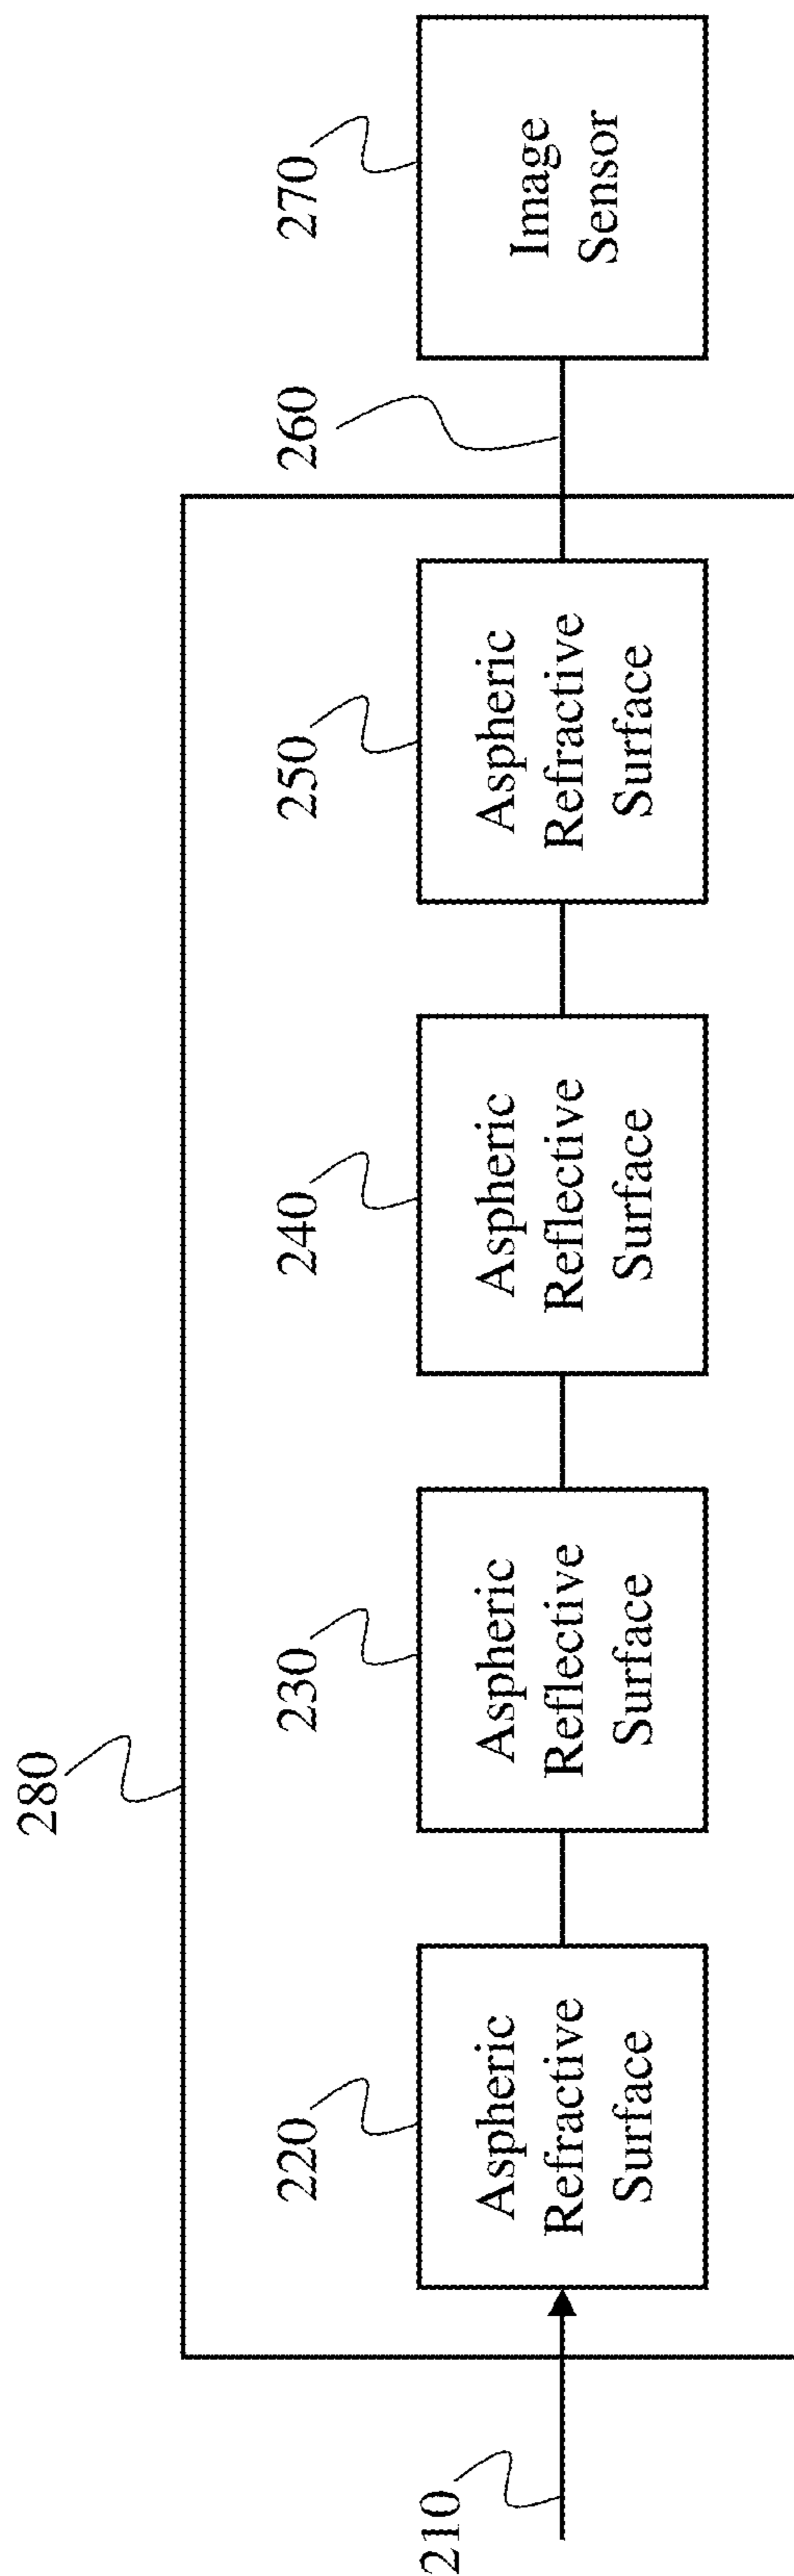 280
210
220
230
240
250
260
270
Aspheric
Refractive
Surface
Aspheric
Reflective
Surface
Aspheric
Reflective
Surface
Aspheric
Refractive
Surface
Image
Sensor